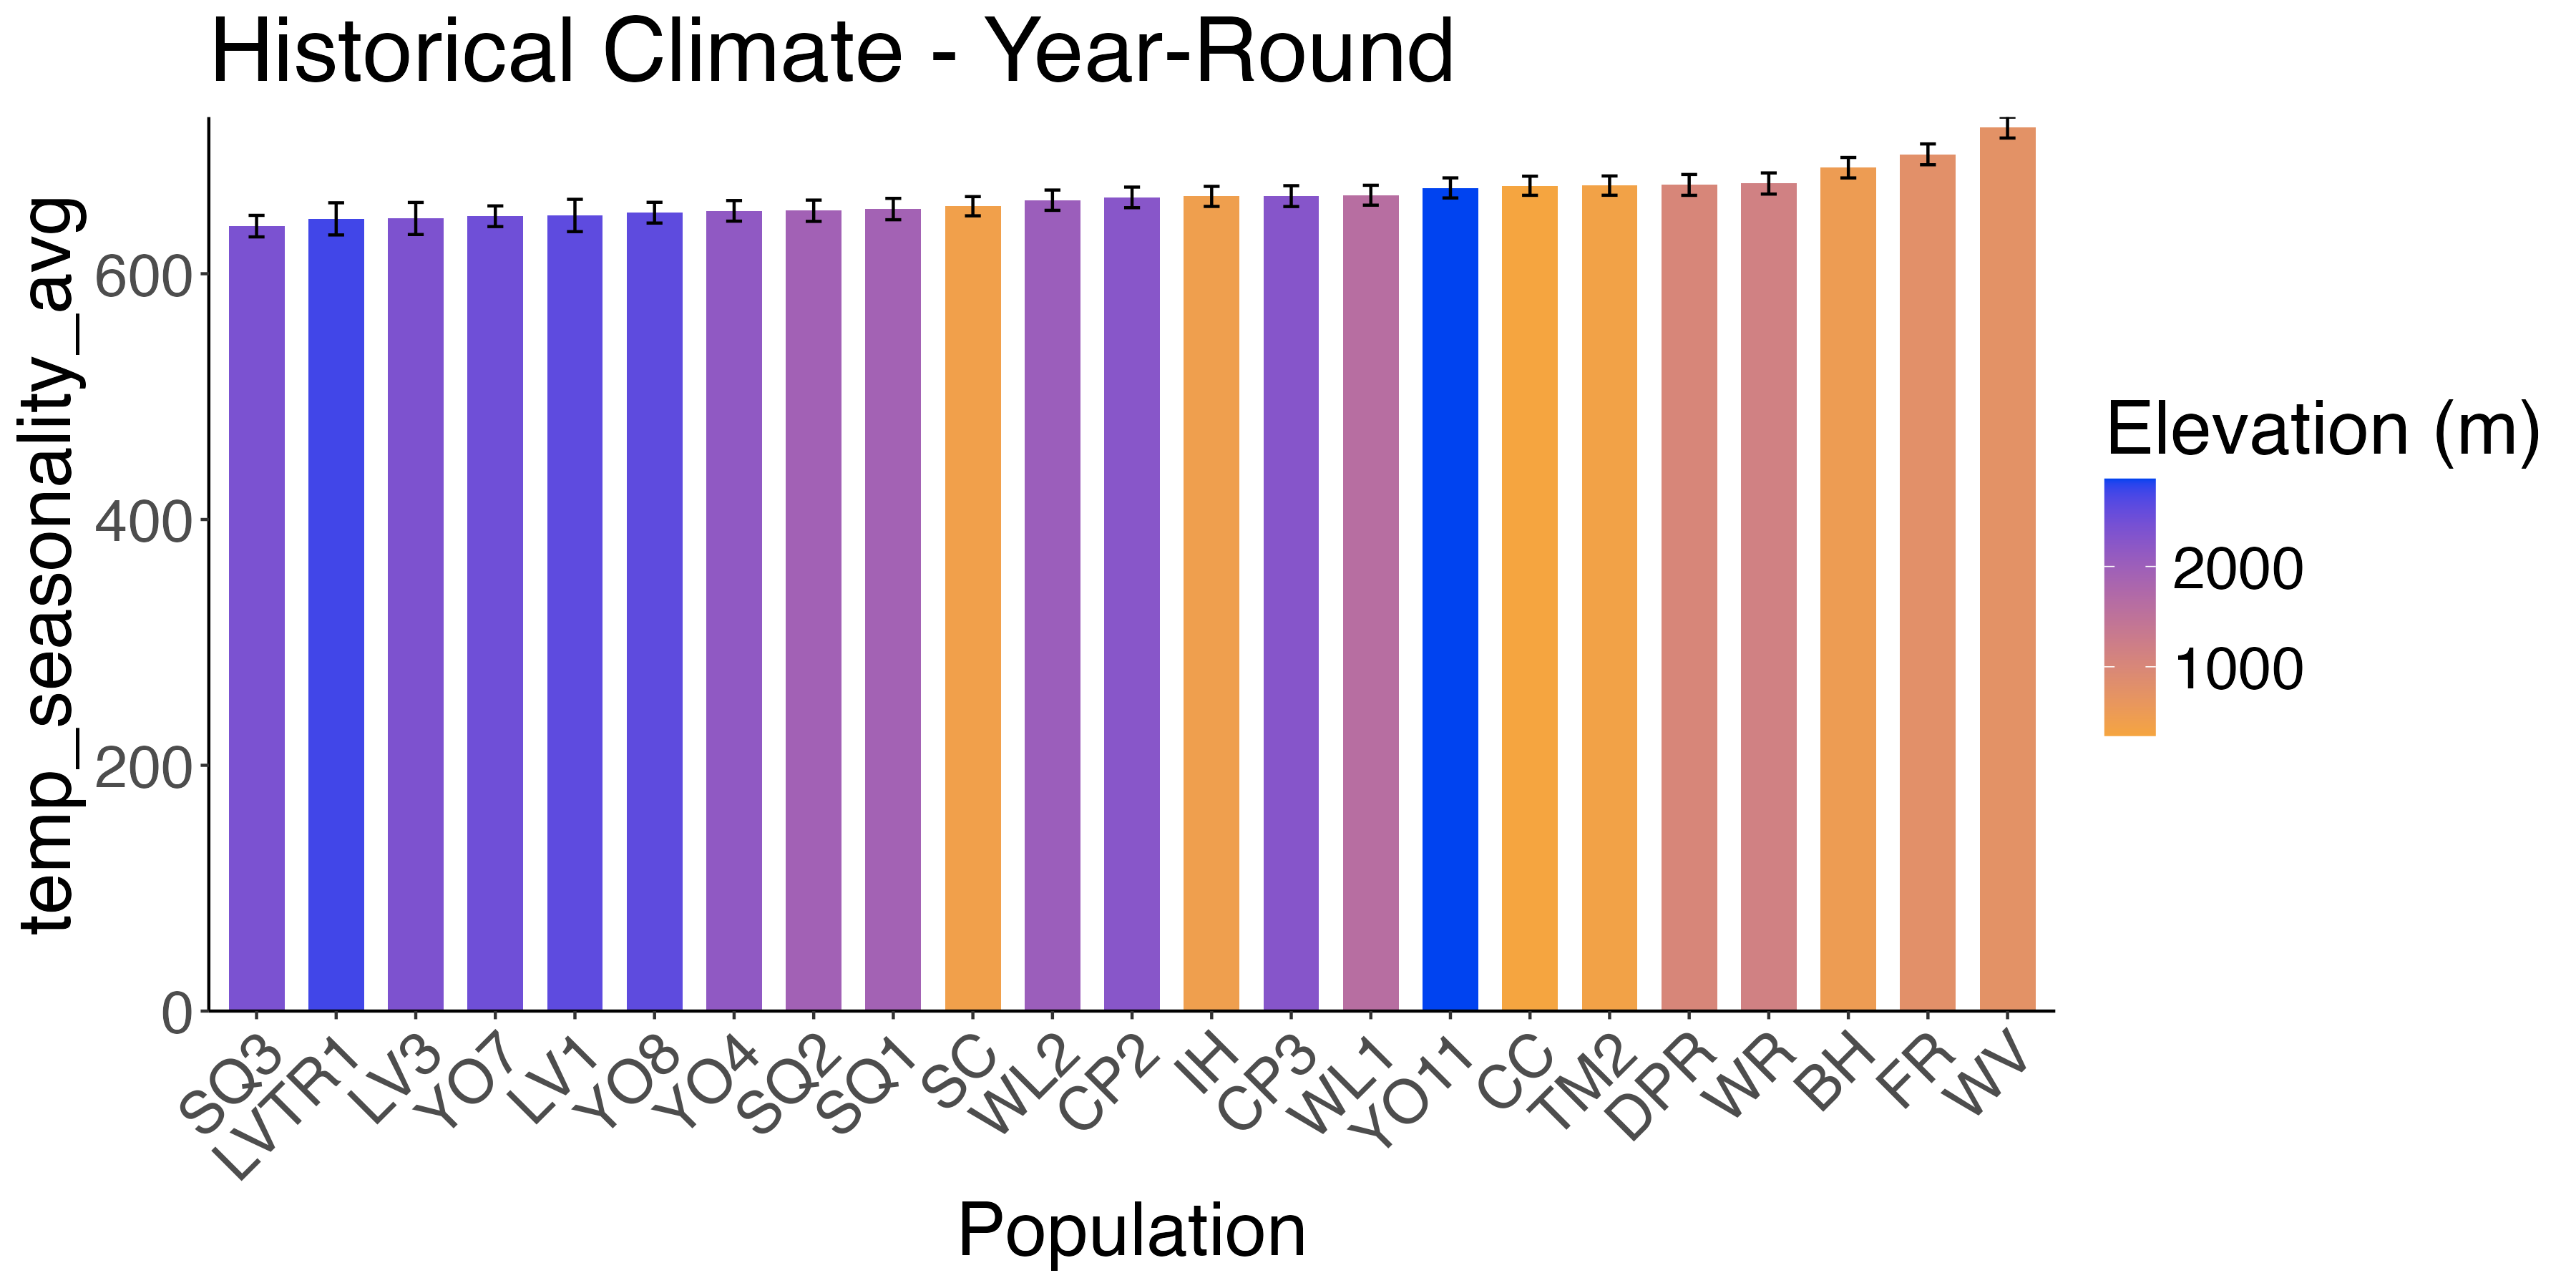 Historical Climate - Year-Round
temp_seasonality_avg
600
400
200
0
SQ3
LVTR1
LV3
YO7
LV1
YO8
YO4
SQ2
SQ1
SC
WL2
CP2
IH
CP3
WL1
YO11
CC
TM2
DPR
WR
BH
FR
WV
Population
Elevation (m)
2000
1000